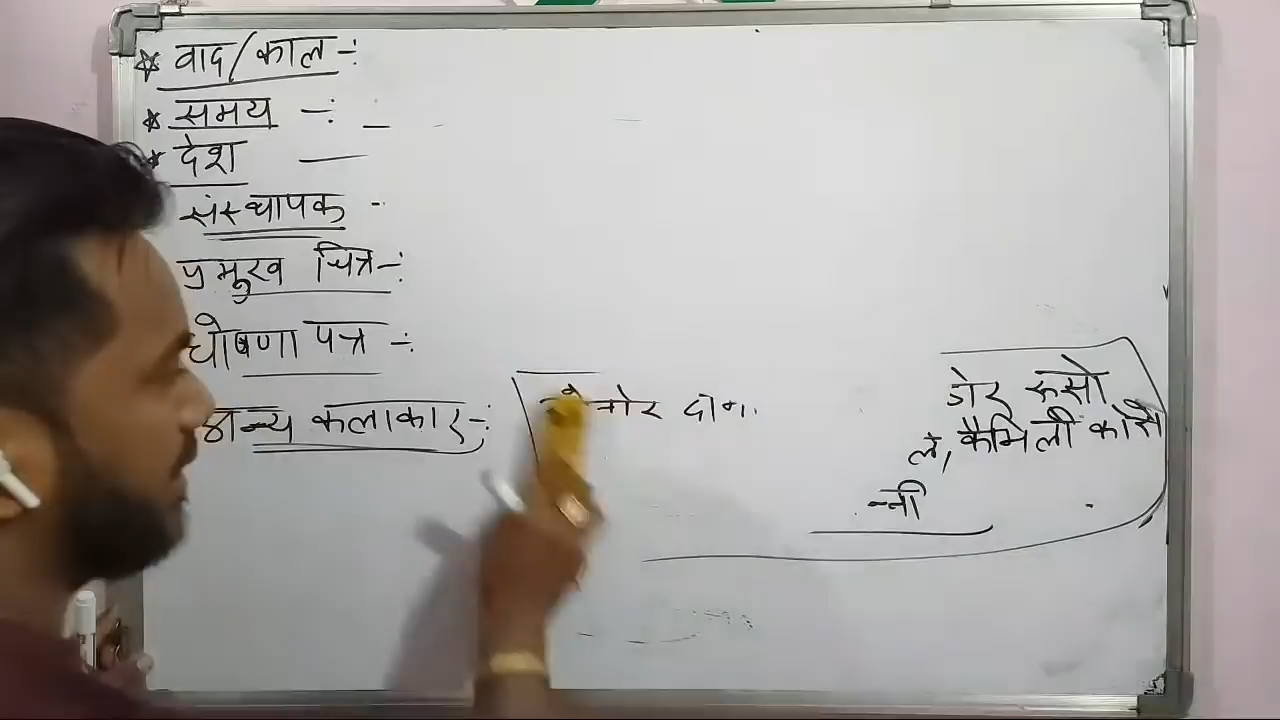 वाद/काल -:
समय -: -
देश —
संस्थापक -
प्रमुख चित्र -:
घोषणा पत्र -:
अन्य कलाकार -:
डेर रूसो
ले, कैमिली कोसे
-ली